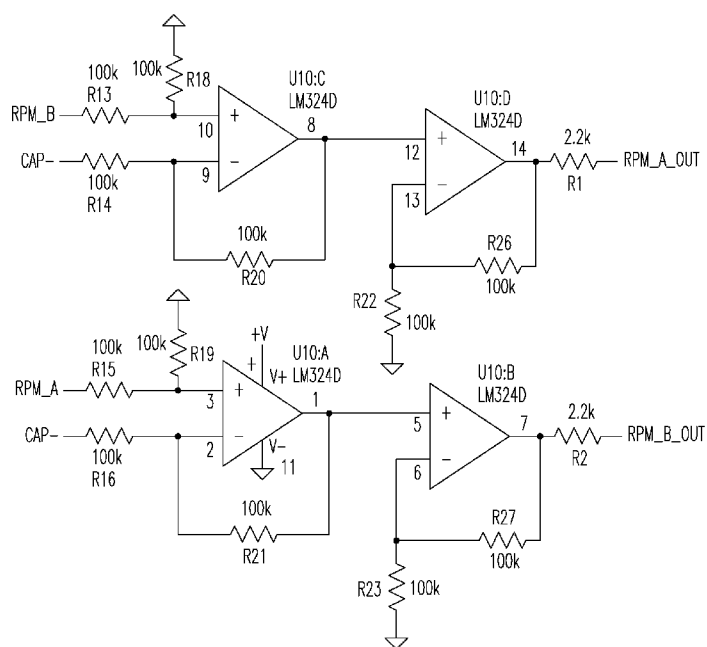 100k
R13
100k
R18
RPM_B
10
+
U10:C
LM324D
8
CAP-
9
-
100k
R14
100k
R20
U10:D
LM324D
12
+
13
-
14
2.2k
R1
RPM_A_OUT
R26
100k
R22
100k
100k
R15
100k
R19
RPM_A
3
+
+V
+
V+
U10:A
LM324D
1
CAP-
2
-
V-
11
100k
R16
100k
R21
U10:B
LM324D
5
+
6
-
7
2.2k
R2
RPM_B_OUT
R27
100k
R23
100k